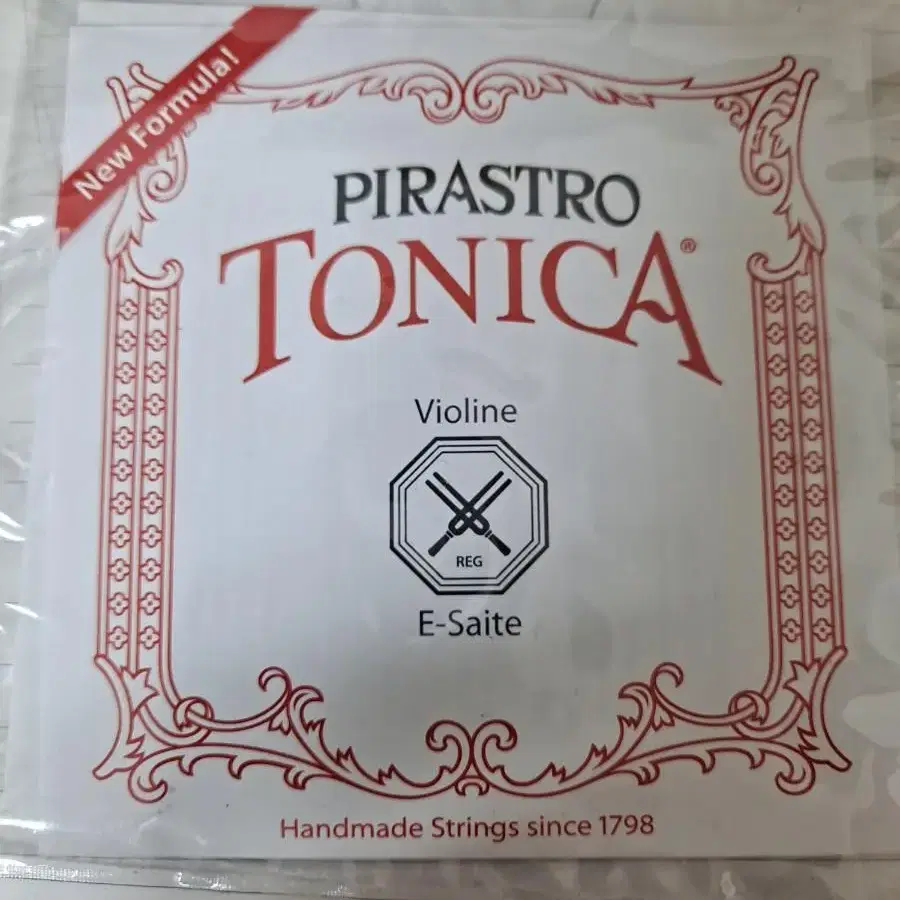 New Formula!
PIRASTRO
TONICA®
Violine
REG
E-Saite
Handmade Strings since 1798